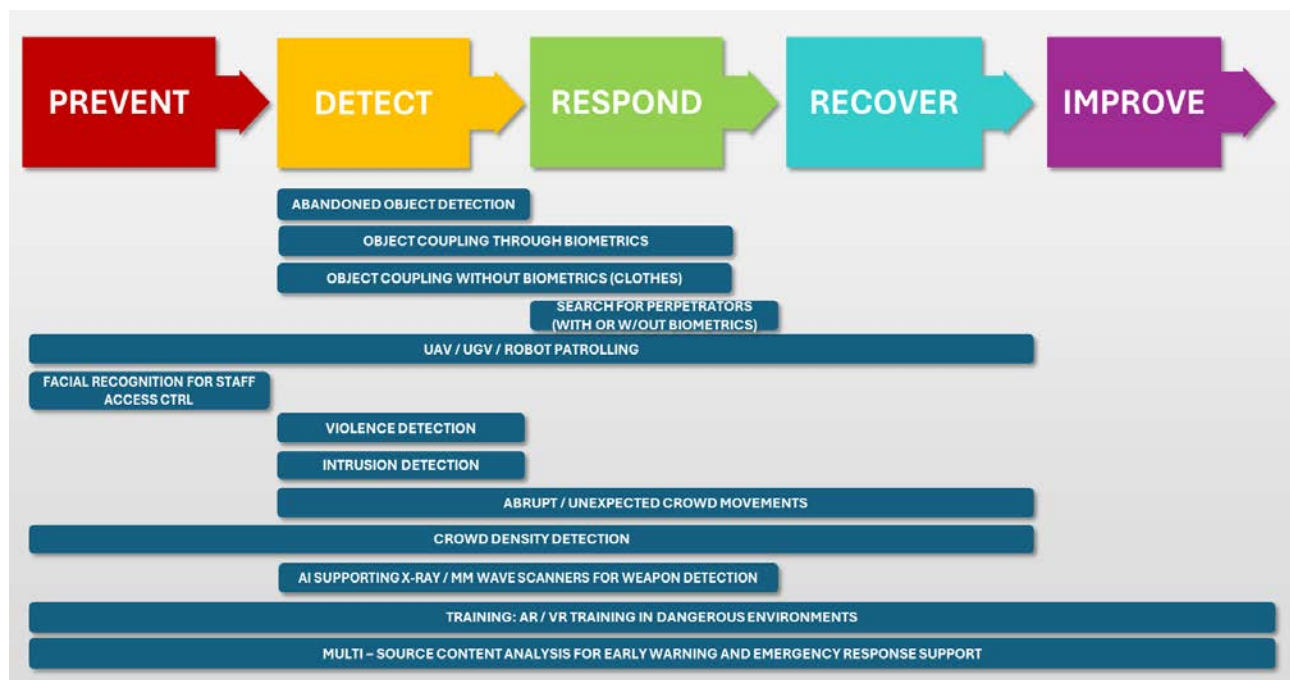 PREVENT
DETECT
RESPOND
RECOVER
IMPROVE
ABANDONED OBJECT DETECTION
OBJECT COUPLING THROUGH BIOMETRICS
OBJECT COUPLING WITHOUT BIOMETRICS (CLOTHES)
SEARCH FOR PERPETRATORS
(WITH OR W/OUT BIOMETRICS)
UAV / UGV / ROBOT PATROLLING
FACIAL RECOGNITION FOR STAFF
ACCESS CTRL
VIOLENCE DETECTION
INTRUSION DETECTION
ABRUPT / UNEXPECTED CROWD MOVEMENTS
CROWD DENSITY DETECTION
AI SUPPORTING X-RAY / MM WAVE SCANNERS FOR WEAPON DETECTION
TRAINING: AR / VR TRAINING IN DANGEROUS ENVIRONMENTS
MULTI – SOURCE CONTENT ANALYSIS FOR EARLY WARNING AND EMERGENCY RESPONSE SUPPORT